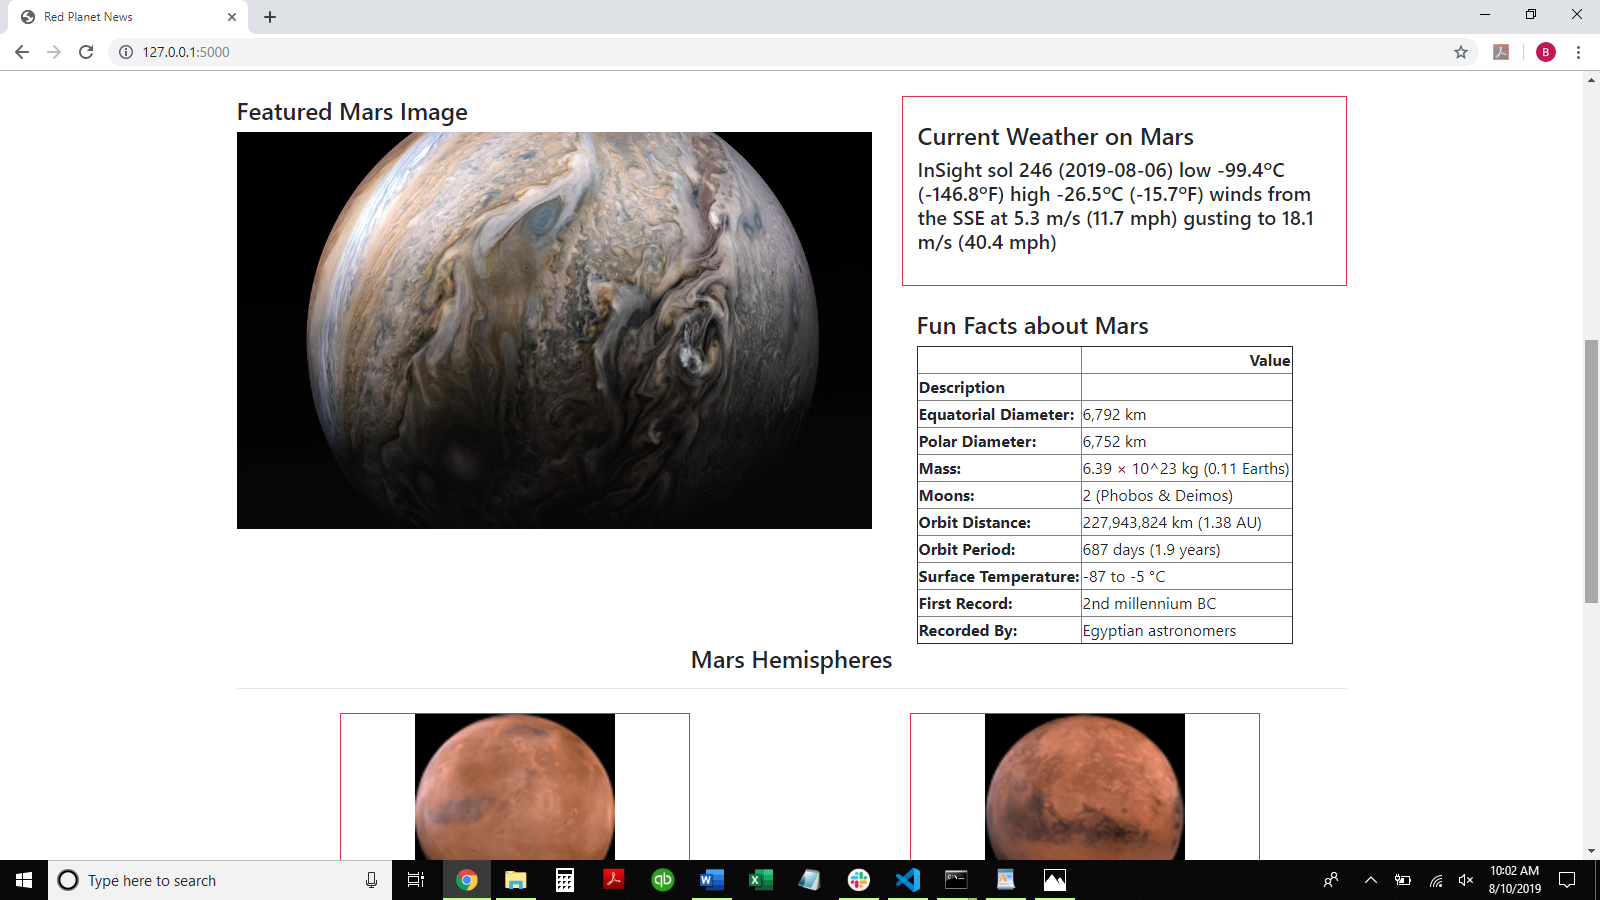 Red Planet News
127.0.0.1:5000
B
Featured Mars Image
Current Weather on Mars
InSight sol 246 (2019-08-06) low -99.4ºC
(-146.8ºF) high -26.5ºC (-15.7ºF) winds from
the SSE at 5.3 m/s (11.7 mph) gusting to 18.1
m/s (40.4 mph)
Fun Facts about Mars
Value
Description
Equatorial Diameter: 6,792 km
Polar Diameter: 6,752 km
Mass: 6.39 × 10^23 kg (0.11 Earths)
Moons: 2 (Phobos & Deimos)
Orbit Distance: 227,943,824 km (1.38 AU)
Orbit Period: 687 days (1.9 years)
Surface Temperature: -87 to -5 °C
First Record: 2nd millennium BC
Recorded By: Egyptian astronomers
Mars Hemispheres
Type here to search
qb
W
X
10:02 AM
8/10/2019